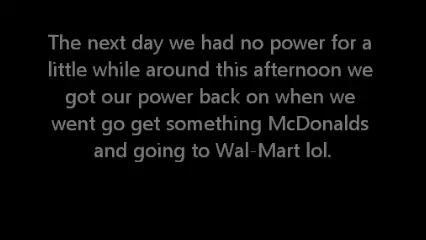 The next day we had no power for a
little while around this afternoon we
got our power back on when we
went go get something McDonalds
and going to Wal-Mart lol.